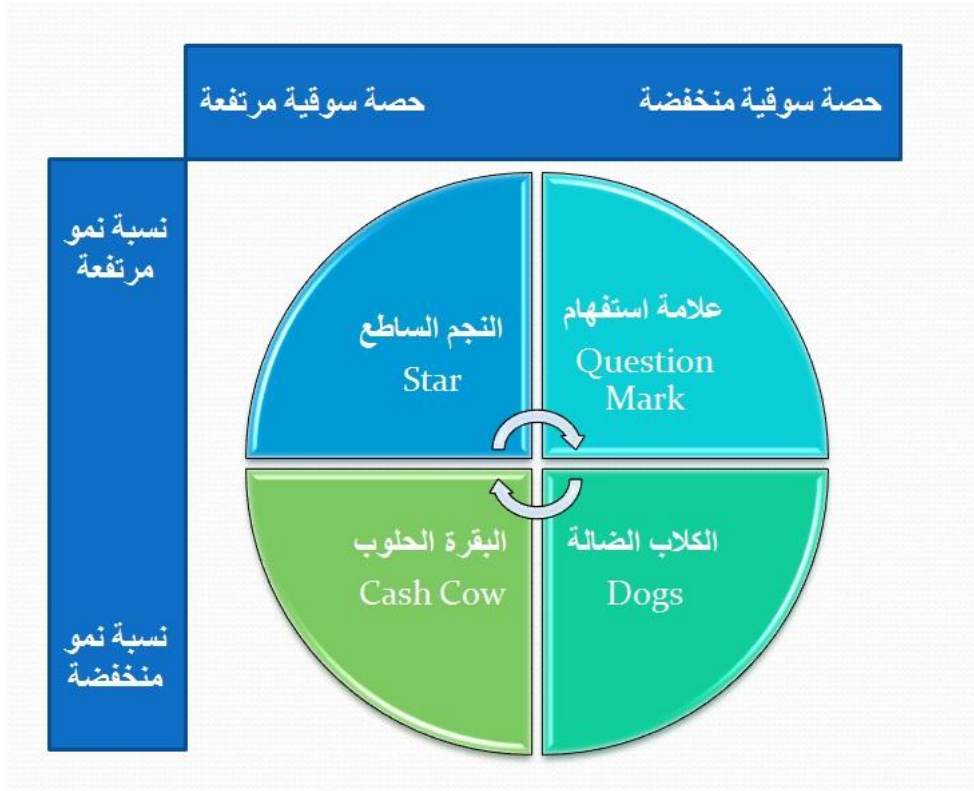 حصة سوقية منخفضة
حصة سوقية مرتفعة
نسبة نمو
مرتفعة
علامة استفهام
Question
Mark
النجم الساطع
Star
الكلاب الضالة
Dogs
البقرة الحلوب
Cash Cow
نسبة نمو
منخفضة